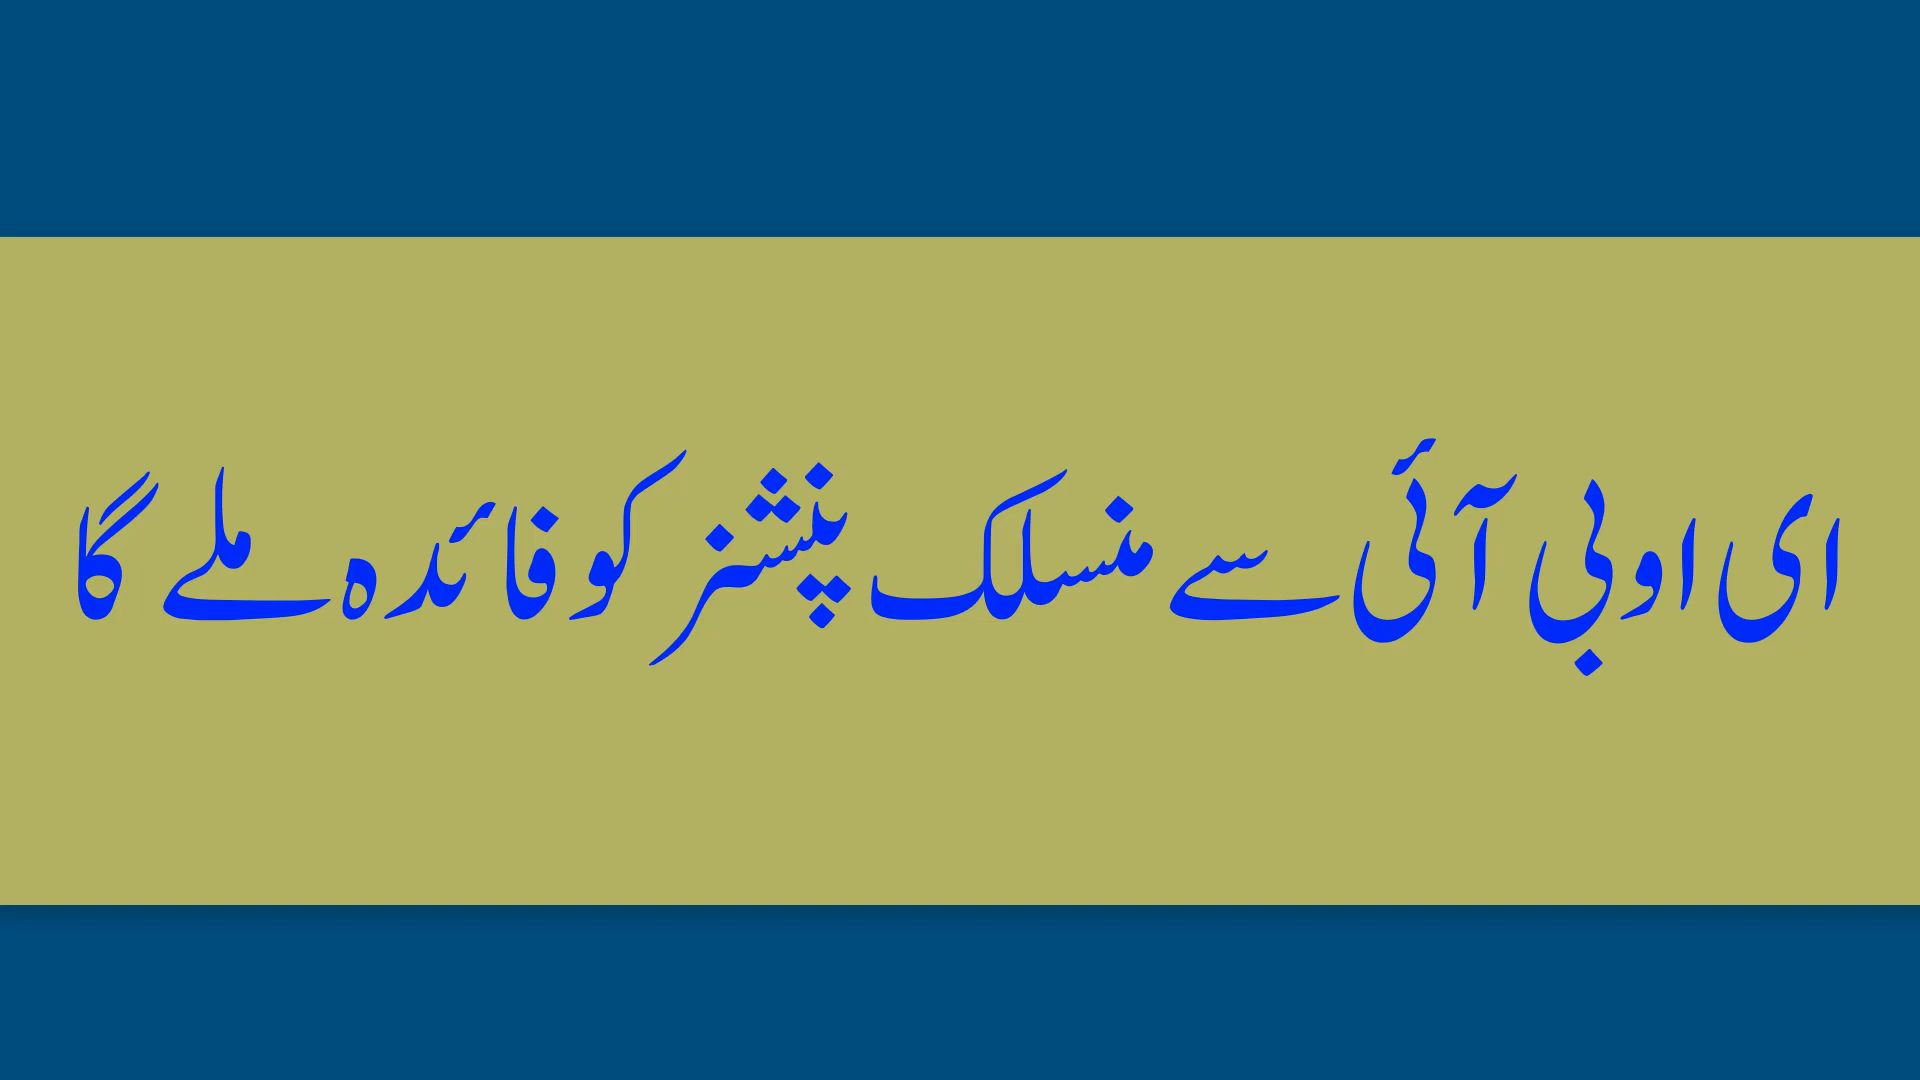 ای او بی آئی سے منسلک پنشنرز کو فائدہ ملے گا